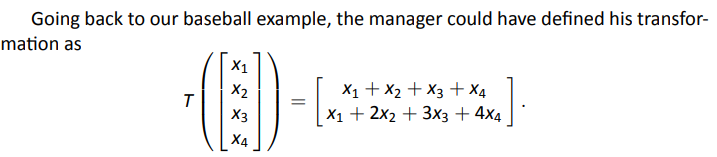 Going back to our baseball example, the manager could have defined his transfor-
mation as
T([x₁ x₂ x₃ x₄]) = [x₁ + x₂ + x₃ + x₄
x₁ + 2x₂ + 3x₃ + 4x₄].